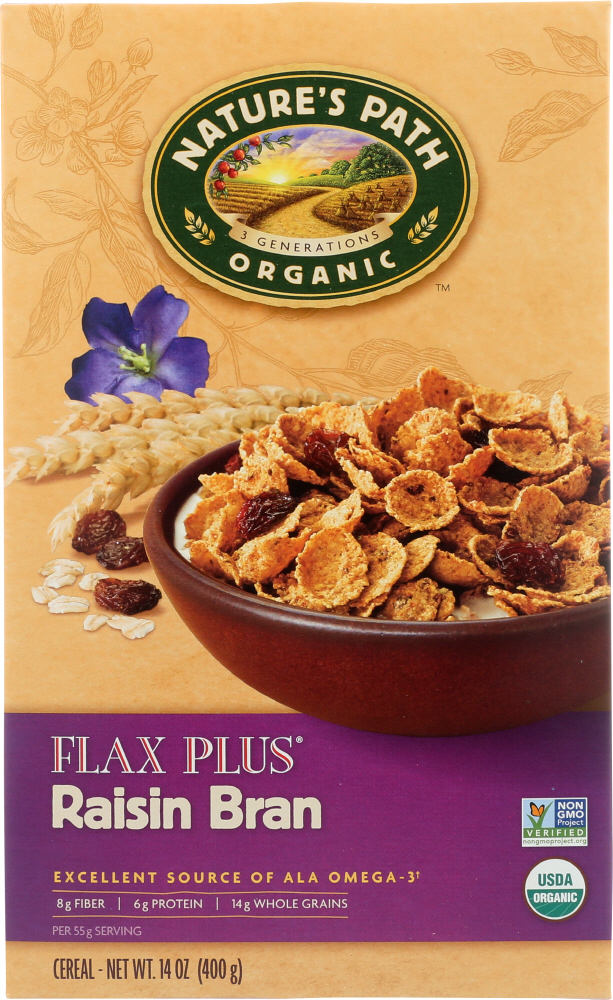 NATURE'S PATH
3 GENERATIONS
ORGANIC
TM
FLAX PLUS®
Raisin Bran
EXCELLENT SOURCE OF ALA OMEGA-3†
8g FIBER | 6g PROTEIN | 14g WHOLE GRAINS
PER 55g SERVING
NON
GMO
Project
VERIFIED
nongmoproject.org
USDA
ORGANIC
CEREAL - NET WT. 14 OZ (400 g)